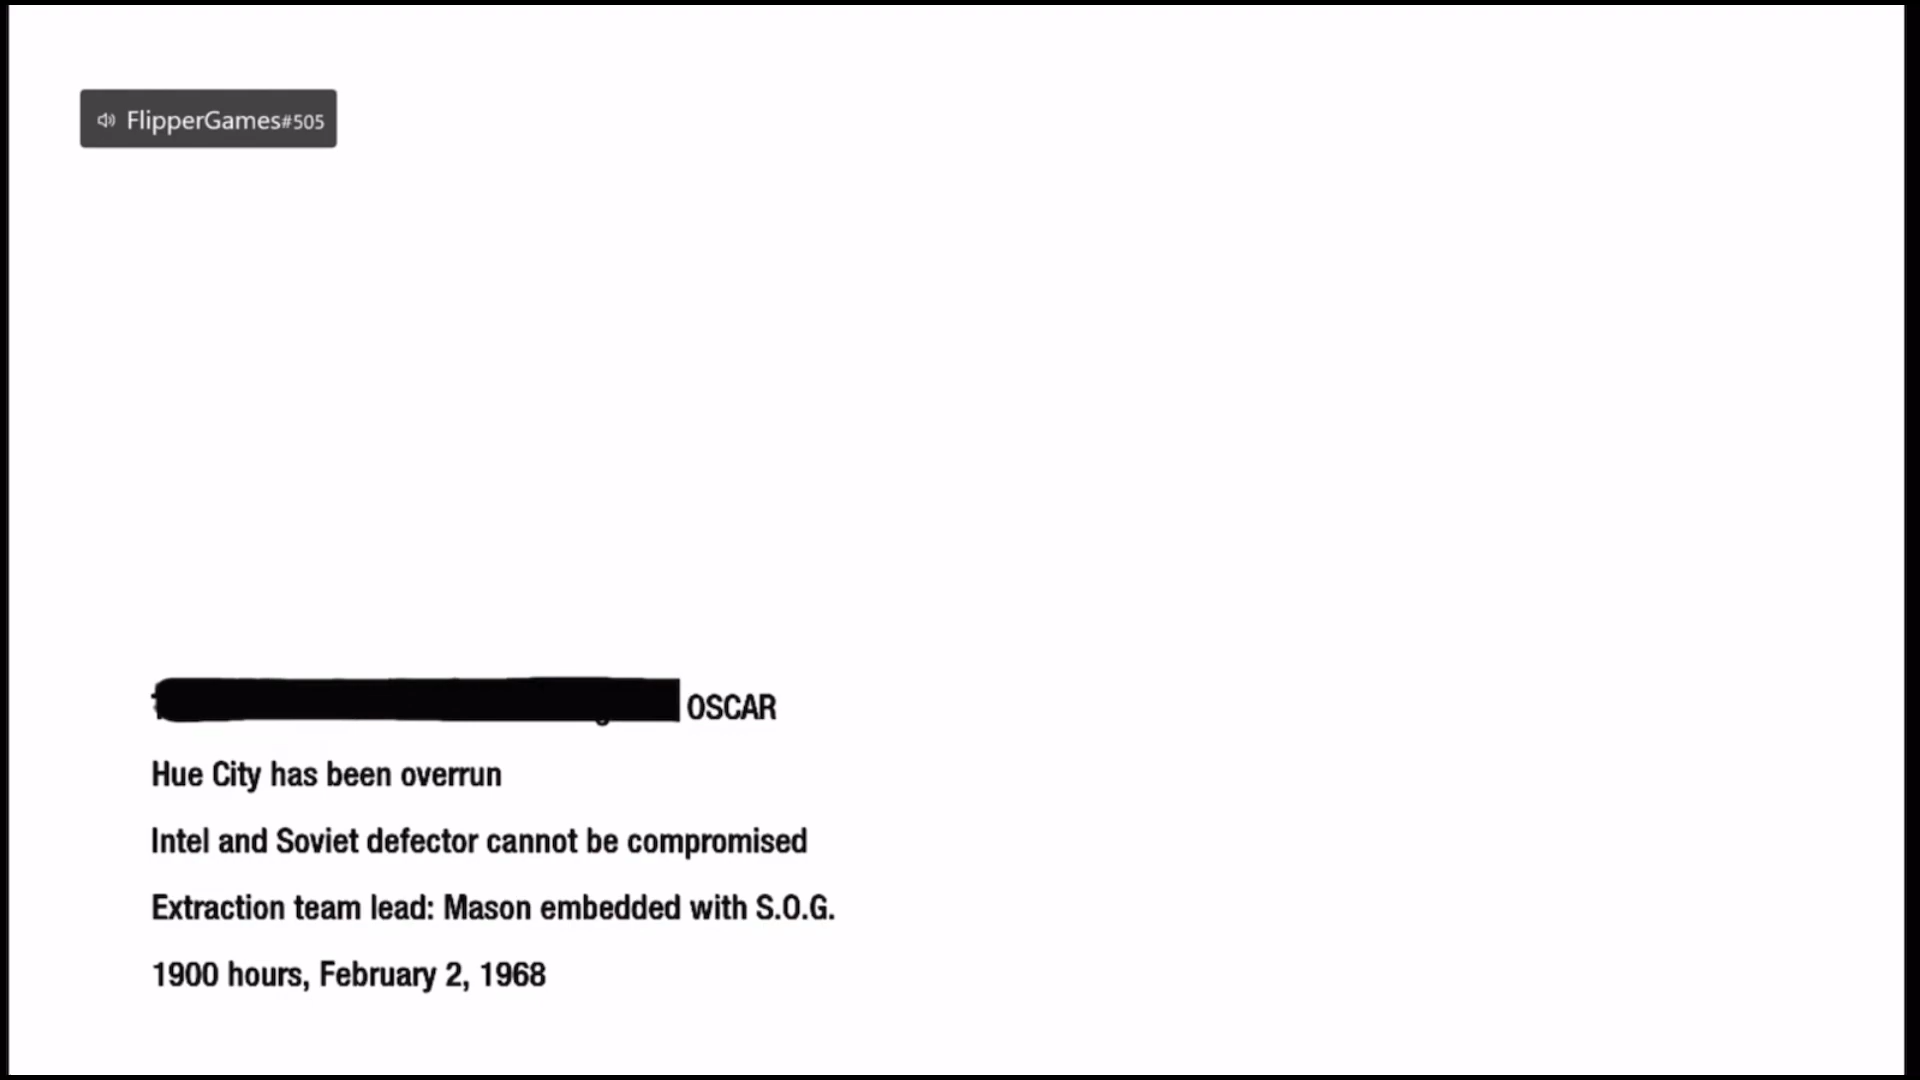 FlipperGames#505
OSCAR
Hue City has been overrun
Intel and Soviet defector cannot be compromised
Extraction team lead: Mason embedded with S.O.G.
1900 hours, February 2, 1968